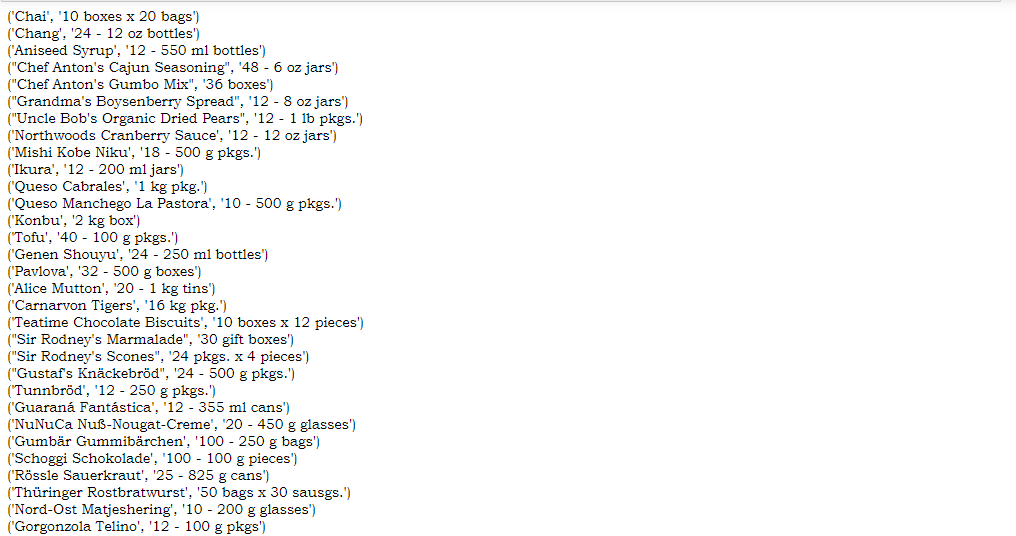 ('Chai', '10 boxes x 20 bags')
('Chang', '24 - 12 oz bottles')
('Aniseed Syrup', '12 - 550 ml bottles')
("Chef Anton's Cajun Seasoning", '48 - 6 oz jars')
("Chef Anton's Gumbo Mix", '36 boxes')
("Grandma's Boysenberry Spread", '12 - 8 oz jars')
("Uncle Bob's Organic Dried Pears", '12 - 1 lb pkgs.')
('Northwoods Cranberry Sauce', '12 - 12 oz jars')
('Mishi Kobe Niku', '18 - 500 g pkgs.')
('Ikura', '12 - 200 ml jars')
('Queso Cabrales', '1 kg pkg.')
('Queso Manchego La Pastora', '10 - 500 g pkgs.')
('Konbu', '2 kg box')
('Tofu', '40 - 100 g pkgs.')
('Genen Shouyu', '24 - 250 ml bottles')
('Pavlova', '32 - 500 g boxes')
('Alice Mutton', '20 - 1 kg tins')
('Carnarvon Tigers', '16 kg pkg.')
('Teatime Chocolate Biscuits', '10 boxes x 12 pieces')
("Sir Rodney's Marmalade", '30 gift boxes')
("Sir Rodney's Scones", '24 pkgs. x 4 pieces')
("Gustaf's Knäckebröd", '24 - 500 g pkgs.')
('Tunnbröd', '12 - 250 g pkgs.')
('Guaraná Fantástica', '12 - 355 ml cans')
('NuNuCa Nuß-Nougat-Creme', '20 - 450 g glasses')
('Gumbär Gummibärchen', '100 - 250 g bags')
('Schoggi Schokolade', '100 - 100 g pieces')
('Rössle Sauerkraut', '25 - 825 g cans')
('Thüringer Rostbratwurst', '50 bags x 30 sausgs.')
('Nord-Ost Matjeshering', '10 - 200 g glasses')
('Gorgonzola Telino', '12 - 100 g pkgs')